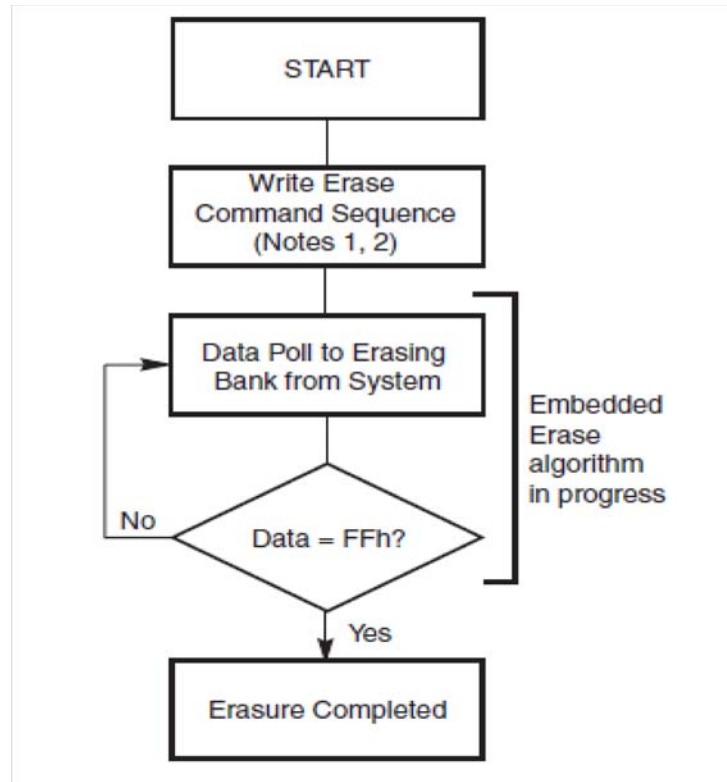 START
Write Erase
Command Sequence
(Notes 1, 2)
Data Poll to Erasing
Bank from System
Embedded
Erase
algorithm
in progress
No
Data = FFh?
Yes
Erasure Completed